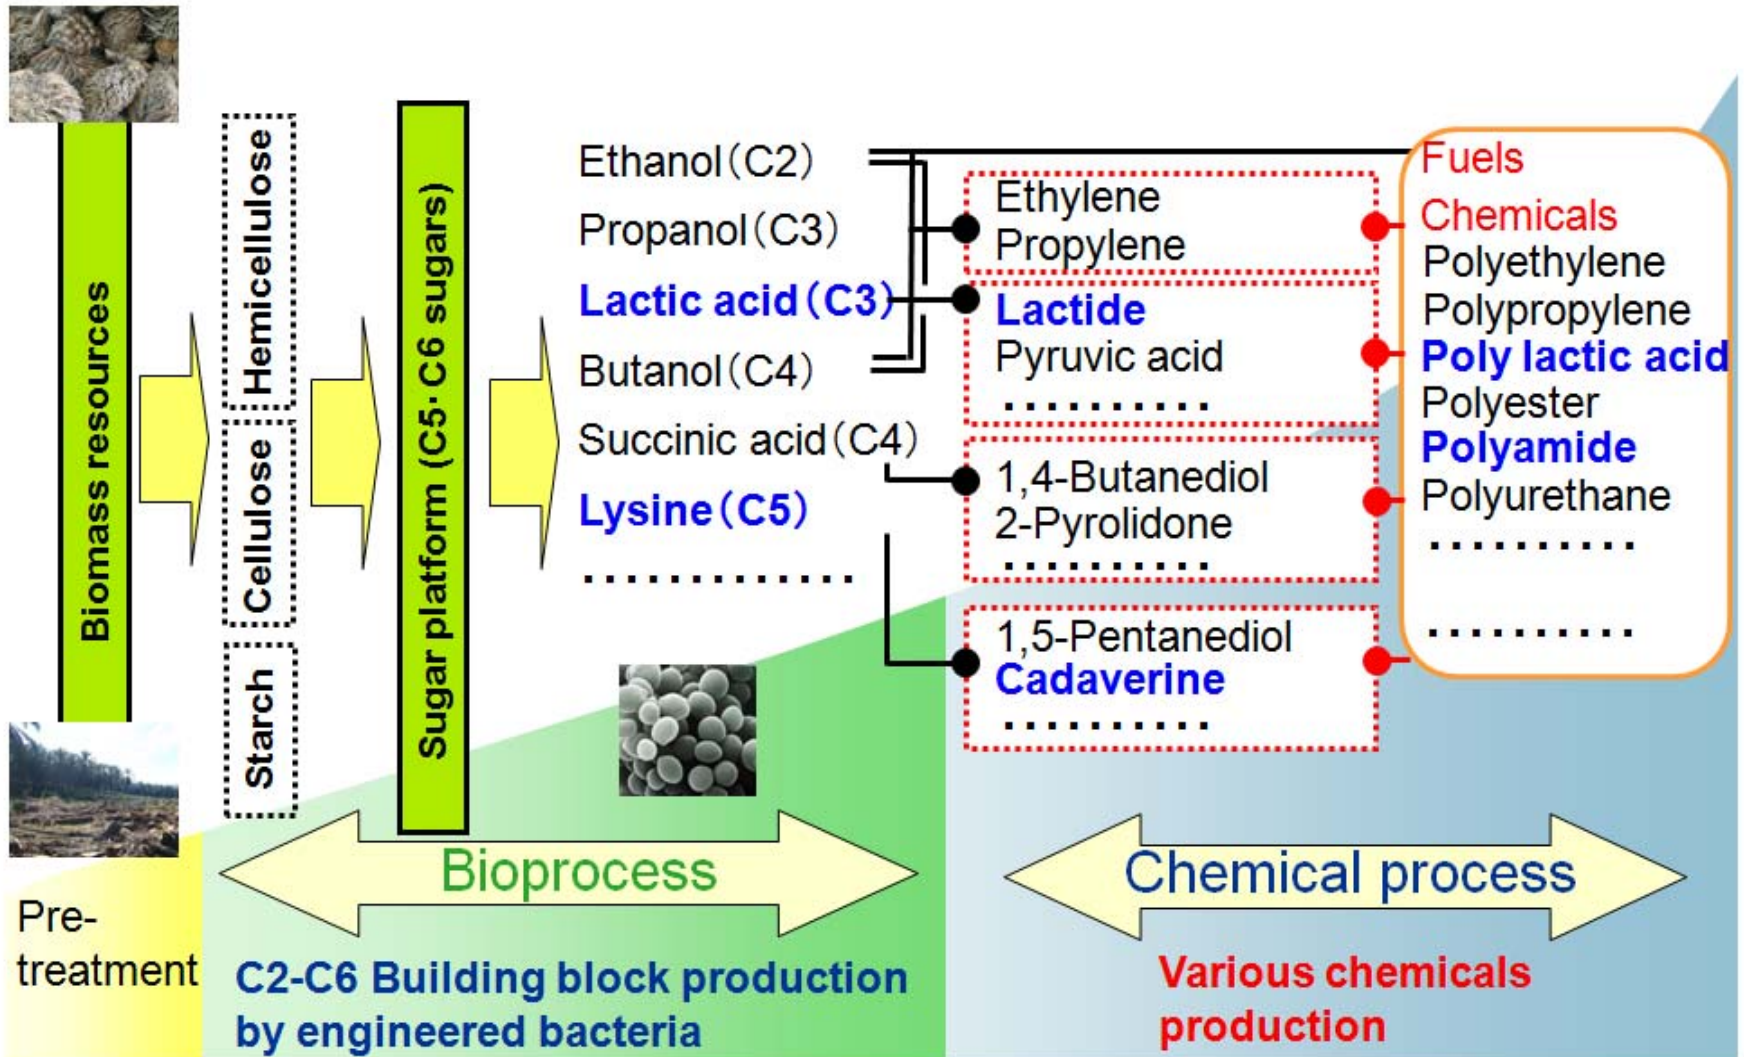 Biomass resources
Hemicellulose
Cellulose
Starch
Sugar platform (C5· C6 sugars)
Ethanol（C2）
Propanol（C3）
Lactic acid（C3）
Butanol（C4）
Succinic acid（C4）
Lysine（C5）
.............
Ethylene
Propylene
Lactide
Pyruvic acid
..........
1,4-Butanediol
2-Pyrolidone
..........
1,5-Pentanediol
Cadaverine
..........
Fuels
Chemicals
Polyethylene
Polypropylene
Poly lactic acid
Polyester
Polyamide
Polyurethane
..........
..........
Bioprocess
Chemical process
Pre-
treatment
C2-C6 Building block production
by engineered bacteria
Various chemicals
production